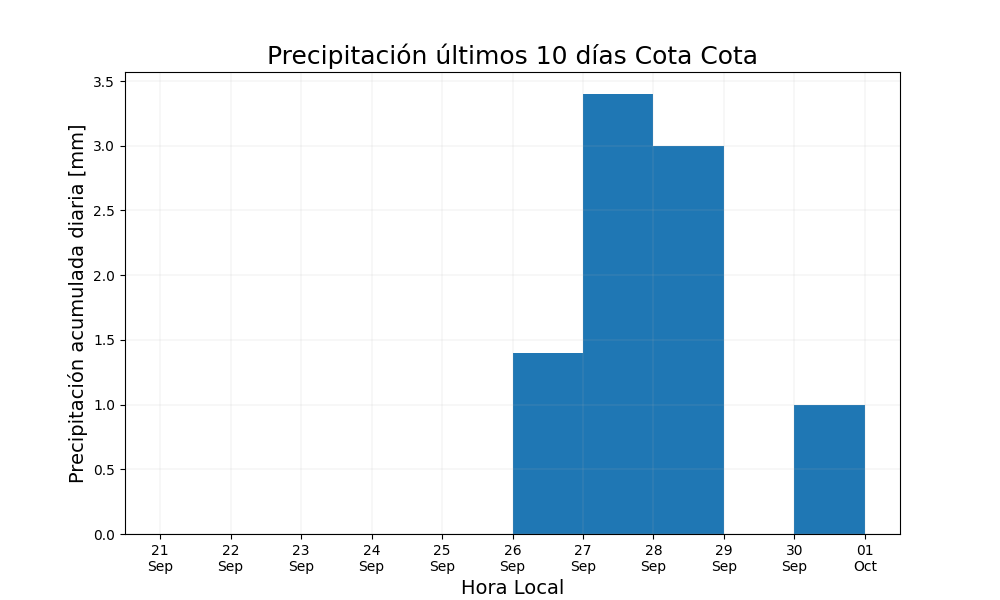 Precipitación últimos 10 días Cota Cota
Precipitación acumulada diaria [mm]
3.5
3.0
2.5
2.0
1.5
1.0
0.5
0.0
21 22 23 24 25 26 27 28 29 30 01
Sep Sep Sep Sep Sep Sep Sep Sep Sep Sep Oct
Hora Local